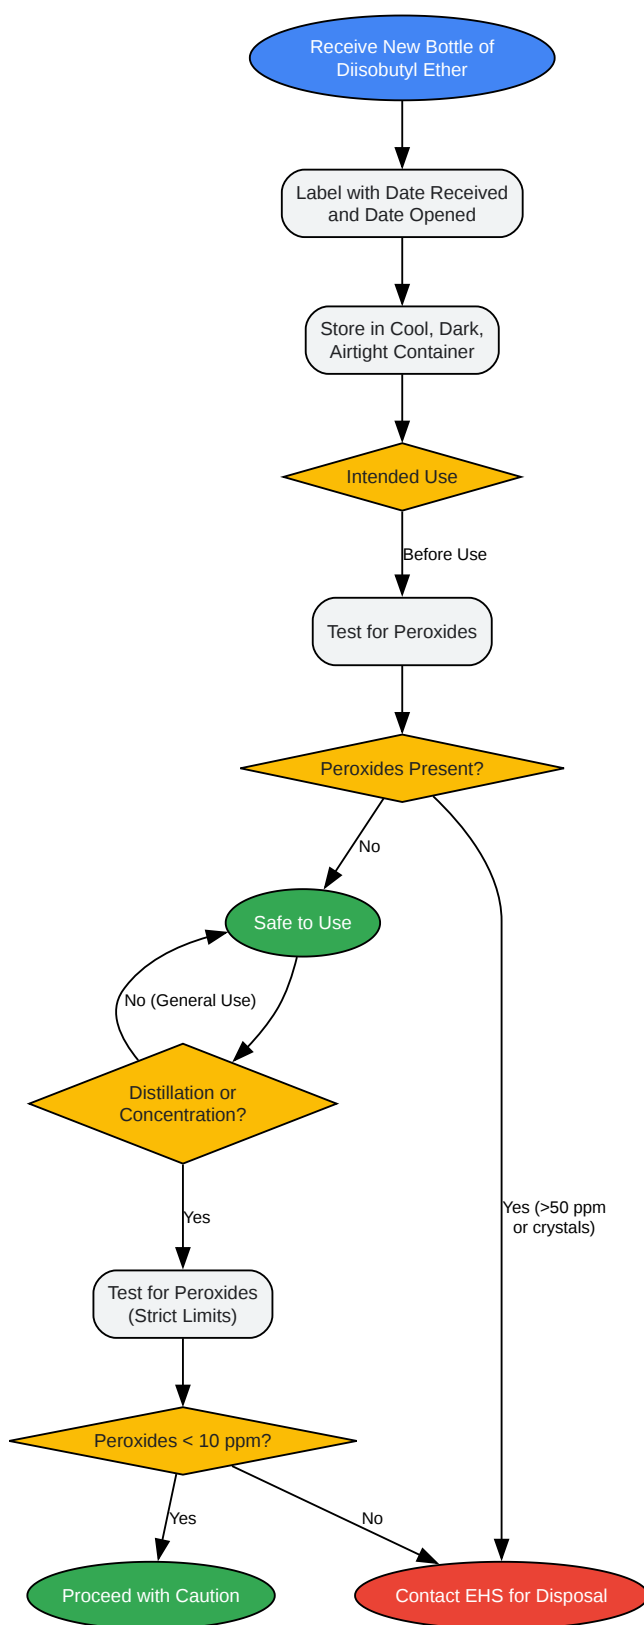 Receive New Bottle of
Diisobutyl Ether
Label with Date Received
and Date Opened
Store in Cool, Dark,
Airtight Container
Intended Use
Before Use
Test for Peroxides
Peroxides Present?
No
Safe to Use
No (General Use)
Distillation or
Concentration?
Yes (>50 ppm
or crystals)
Yes
Test for Peroxides
(Strict Limits)
Peroxides < 10 ppm?
Yes
No
Proceed with Caution
Contact EHS for Disposal